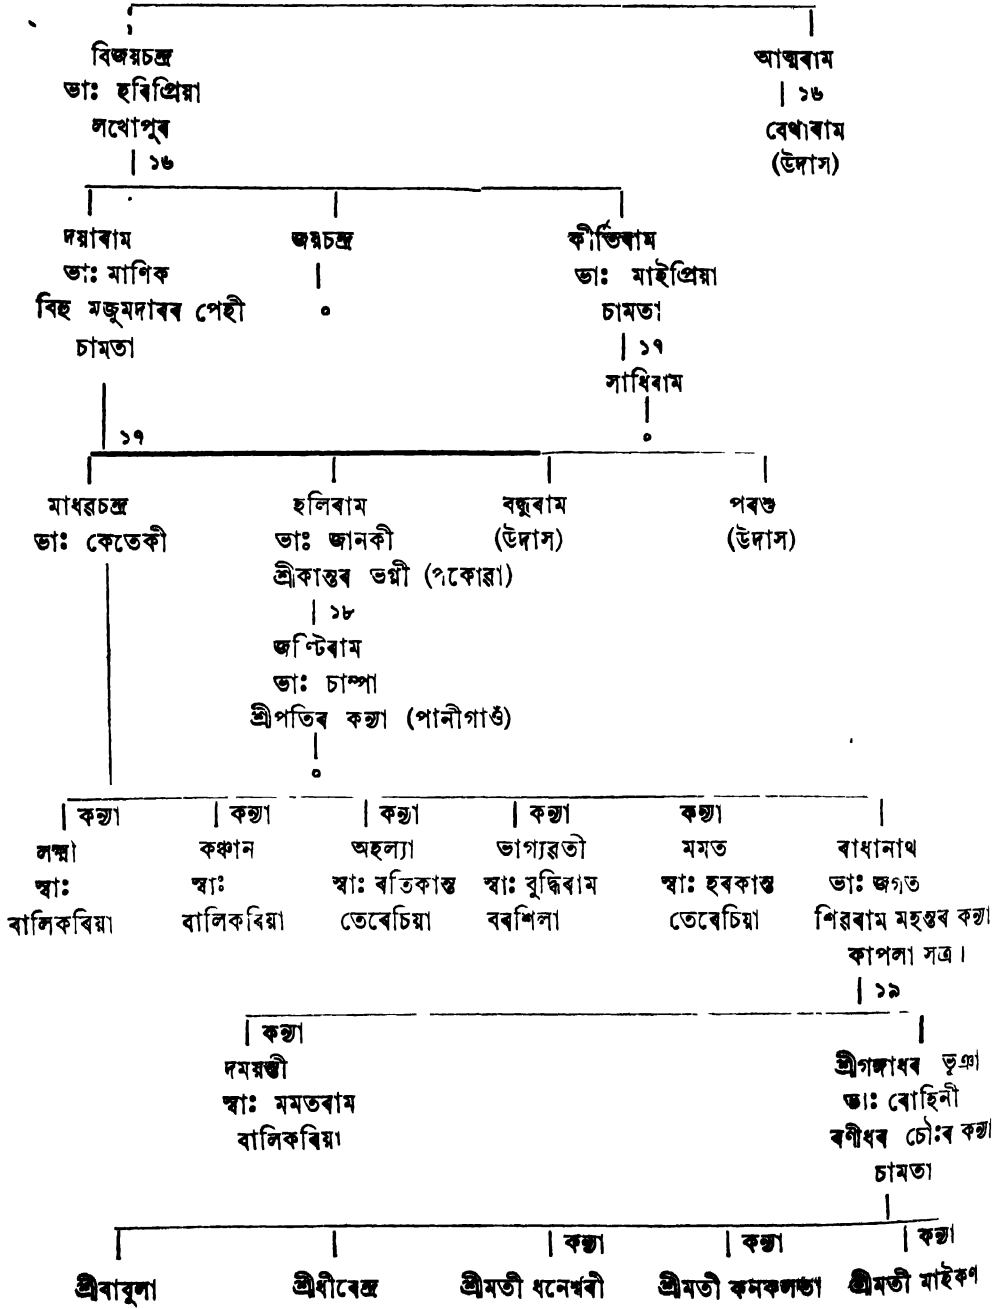 বিজয়চন্দ্ৰ আত্মৰাম
ভাঃ হৰিপ্ৰিয়া ১৬
লখোপুৰ বেথাৰাম
১৬ (উদাস)
দয়াৰাম জয়চন্দ্ৰ কীৰ্তিৰাম
ভাঃ মাণিক ভাঃ মাইপ্ৰিয়া
বিহু মজুমদাৰৰ পেহী ০ চামতা
চামতা ১৭
সাধিৰাম
১৭ ০
মাধৱচন্দ্ৰ হলিৰাম বন্ধুৰাম পৰশু
ভাঃ কেতেকী ভাঃ জানকী (উদাস) (উদাস)
শ্ৰীকান্তৰ ভগ্নী
১৮
জণ্টিৰাম
ভাঃ চাম্পা
শ্ৰীপতিৰ কন্যা (পানীগাওঁ)
০
কন্যা কন্যা কন্যা কন্যা কন্যা
লক্ষ্মী কঞ্চান অহল্যা ভাগ্যৱতী মমত ৰাধানাথ
স্বাঃ স্বাঃ স্বাঃ ৰতিকান্ত স্বাঃ বুদ্ধিৰাম স্বাঃ হৰকান্ত ভাঃ জগত
বালিকৰিয়া বালিকৰিয়া তেৰেচিয়া বৰশিলা তেৰেচিয়া শিৱৰাম মহন্তৰ কন্যা
কাপলা সত্ৰ।
১৯
কন্যা
দময়ন্তী শ্ৰীগঙ্গাধৰ ভূঞা
স্বাঃ মমতৰাম ভাঃ ৰোহিনী
বালিকৰিয়া ৰণীধৰ চৌঃৰ কন্যা
চামতা
কন্যা কন্যা কন্যা
শ্ৰীবাবুলা শ্ৰীধীৰেন্দ্ৰ শ্ৰীমতী ধনেশ্বৰী শ্ৰীমতী কনকলতা শ্ৰীমতী মাইকণ